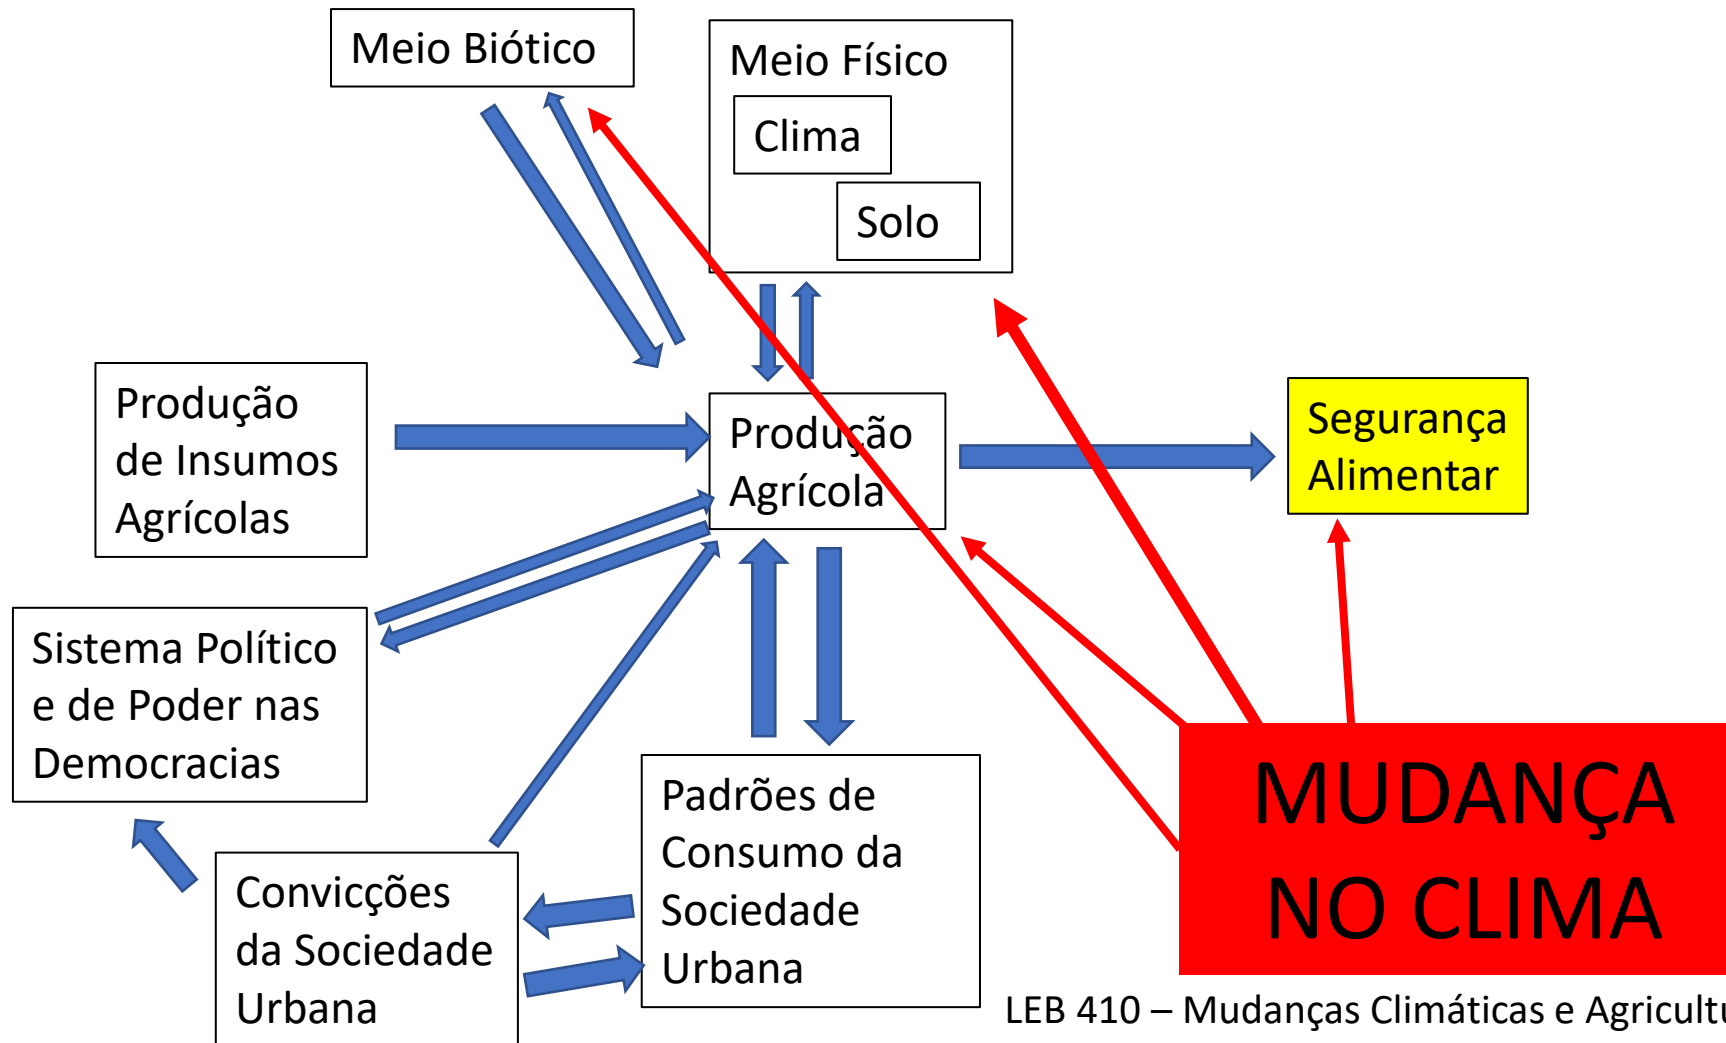 Meio Biótico
Meio Físico
Clima
Solo
Produção
de Insumos
Agrícolas
Produção
Agrícola
Segurança
Alimentar
Sistema Político
e de Poder nas
Democracias
Convicções
da Sociedade
Urbana
Padrões de
Consumo da
Sociedade
Urbana
MUDANÇA
NO CLIMA
LEB 410 – Mudanças Climáticas e Agricultu